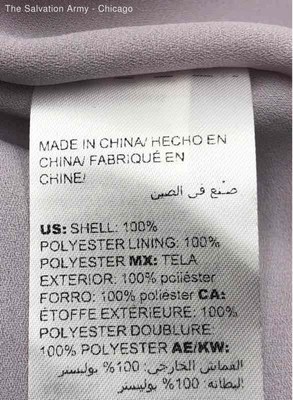 The Salvation Army - Chicago
MADE IN CHINA/ HECHO EN
CHINA/ FABRIQUÉ EN
CHINE/
صنع في الصين
US: SHELL: 100%
POLYESTER LINING: 100%
POLYESTER MX: TELA
EXTERIOR: 100% poliéster
FORRO: 100% poliéster CA:
ÉTOFFE EXTÉRIEURE: 100%
POLYESTER DOUBLURE:
100% POLYESTER AE/KW:
القماش الخارجي: 100% بوليستر
البطانة: 100% بوليستر